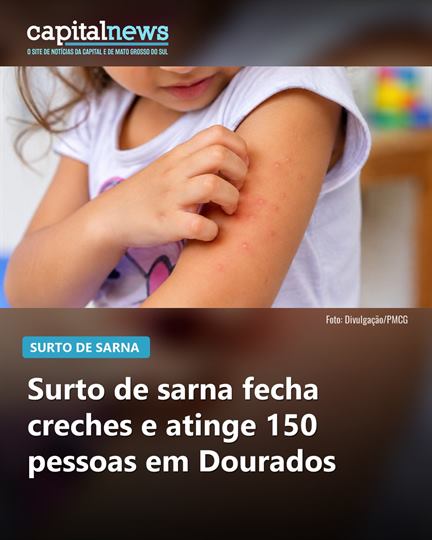 capitalnews
O SITE DE NOTÍCIAS DA CAPITAL E DE MATO GROSSO DO SUL
Foto: Divulgação/PMCG
SURTO DE SARNA
Surto de sarna fecha
creches e atinge 150
pessoas em Dourados